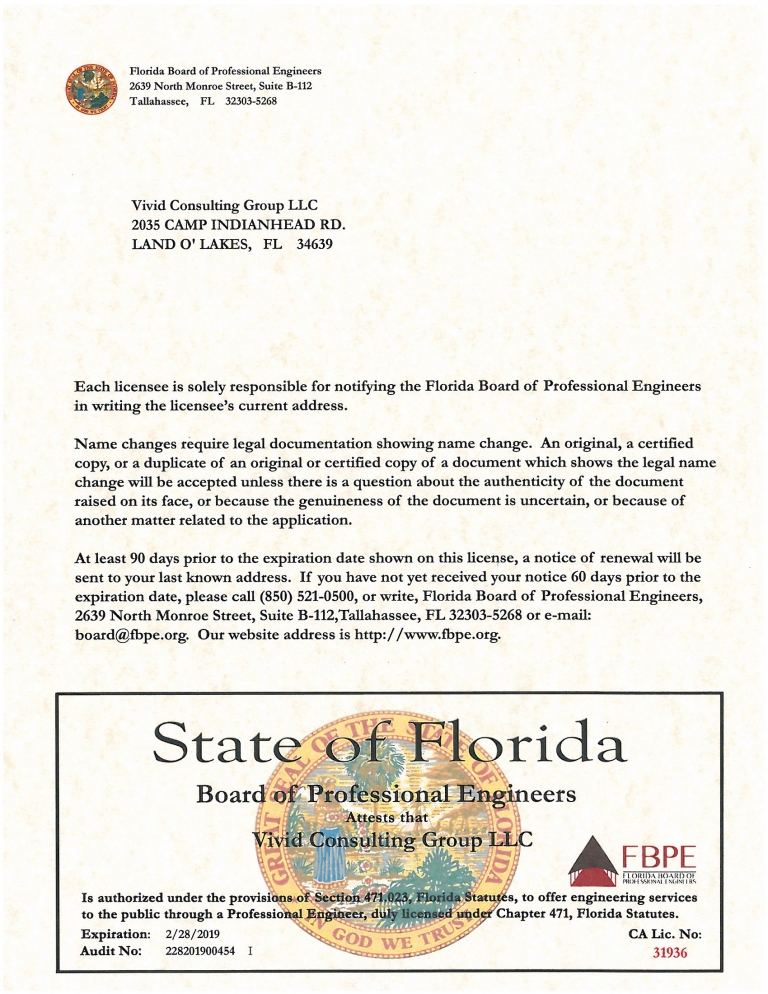 Florida Board of Professional Engineers
2639 North Monroe Street, Suite B-112
Tallahassee, FL 32303-5268
Vivid Consulting Group LLC
2035 CAMP INDIANHEAD RD.
LAND O' LAKES, FL 34639
Each licensee is solely responsible for notifying the Florida Board of Professional Engineers
in writing the licensee's current address.
Name changes require legal documentation showing name change. An original, a certified
copy, or a duplicate of an original or certified copy of a document which shows the legal name
change will be accepted unless there is a question about the authenticity of the document
raised on its face, or because the genuineness of the document is uncertain, or because of
another matter related to the application.
At least 90 days prior to the expiration date shown on this license, a notice of renewal will be
sent to your last known address. If you have not yet received your notice 60 days prior to the
expiration date, please call (850) 521-0500, or write, Florida Board of Professional Engineers,
2639 North Monroe Street, Suite B-112,Tallahassee, FL 32303-5268 or e-mail:
board@fbpe.org. Our website address is http://www.fbpe.org.
GREAT SEAL OF THE STATE OF FLORIDA
State of Florida
Board of Professional Engineers
Attests that
Vivid Consulting Group LLC
FBPE
FLORIDA BOARD OF
PROFESSIONAL ENGINEERS
Is authorized under the provisions of Section 471.023, Florida Statutes, to offer engineering services
to the public through a Professional Engineer, duly licensed under Chapter 471, Florida Statutes.
IN GOD WE TRUST
Expiration: 2/28/2019
CA Lic. No:
Audit No: 228201900454 I
31936